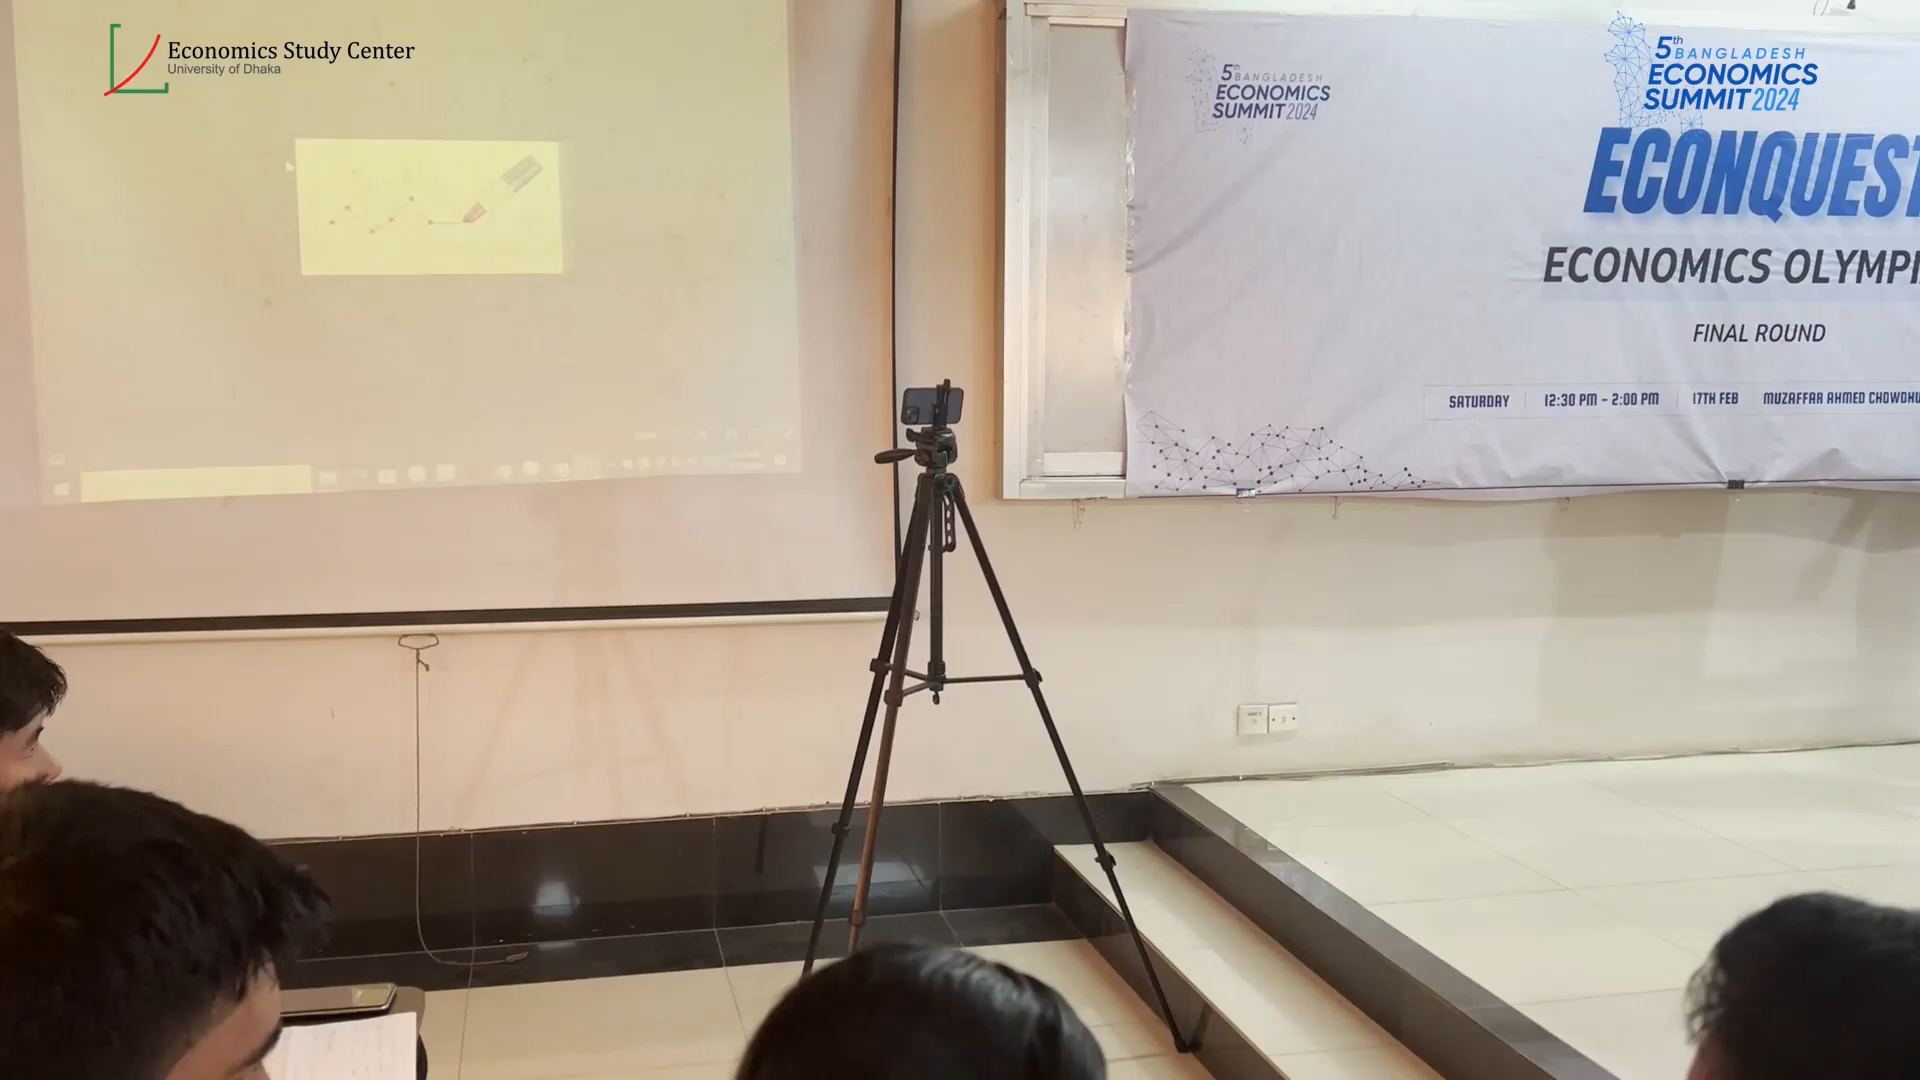 Economics Study Center
University of Dhaka
5th BANGLADESH
ECONOMICS
SUMMIT 2024
5th BANGLADESH
ECONOMICS
SUMMIT 2024
ECONQUEST
ECONOMICS OLYMPI
FINAL ROUND
SATURDAY 12:30 PM – 2:00 PM 17TH FEB MUZAFFAR AHMED CHOWDHU